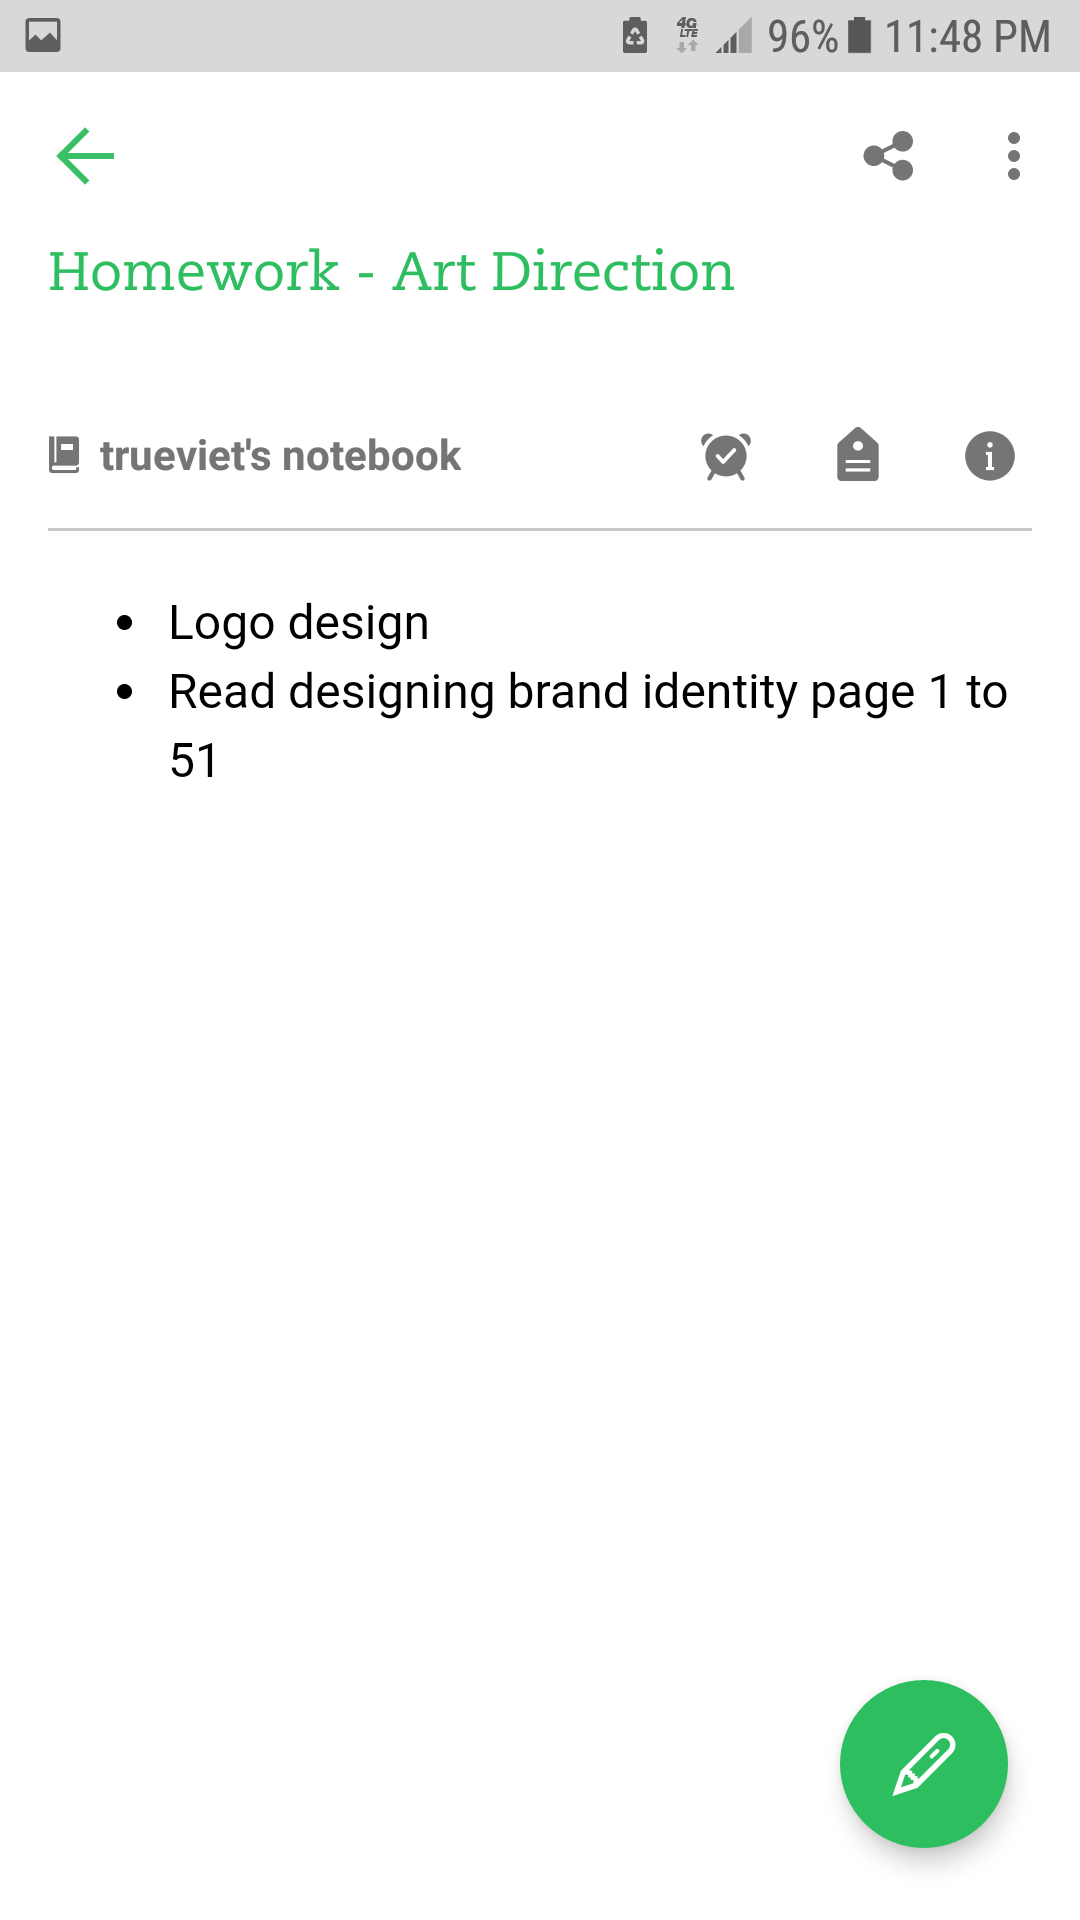 4G LTE 96% 11:48 PM
Homework - Art Direction
trueviet's notebook
• Logo design
• Read designing brand identity page 1 to
51